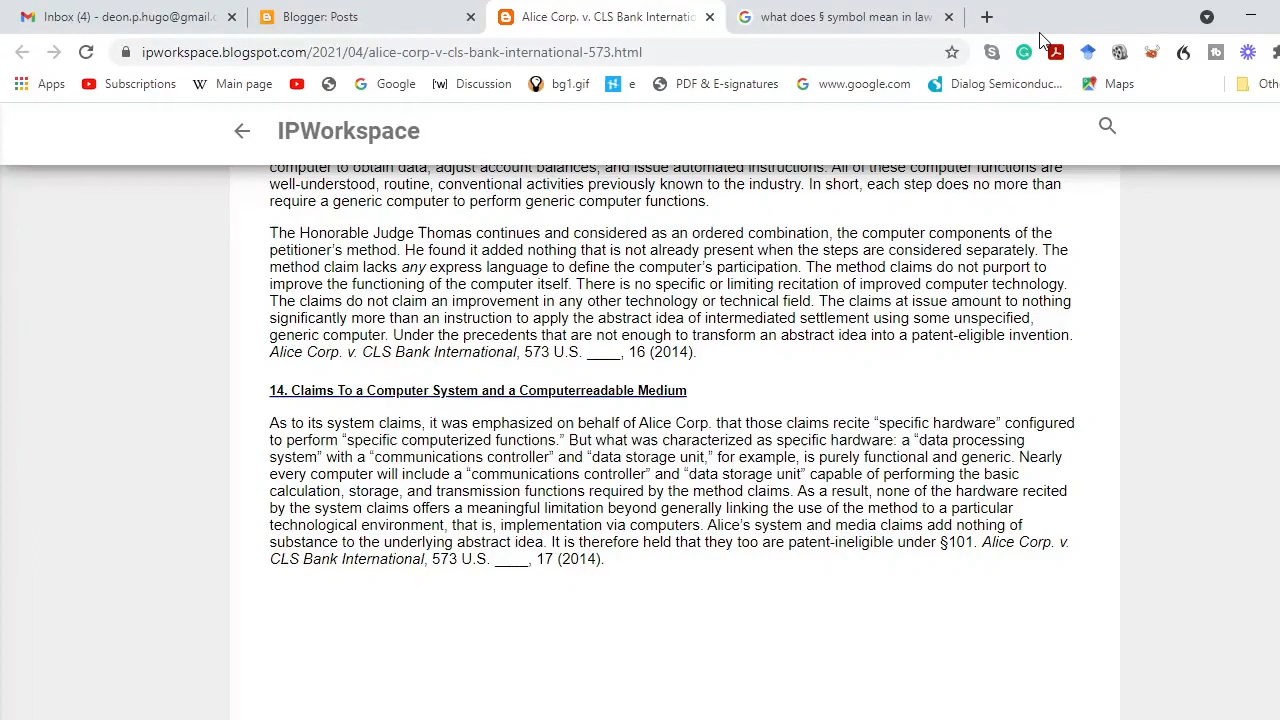 Inbox (4) - deon.p.hugo@gmail.c
Blogger: Posts
Alice Corp. v. CLS Bank Internatio
what does § symbol mean in law
ipworkspace.blogspot.com/2021/04/alice-corp-v-cls-bank-international-573.html
Apps
Subscriptions
Main page
Google
[w] Discussion
bg1.gif
e
PDF & E-signatures
www.google.com
Dialog Semiconduc...
Maps
Othe
IPWorkspace
computer to obtain data, adjust account balances, and issue automated instructions. All of these computer functions are
well-understood, routine, conventional activities previously known to the industry. In short, each step does no more than
require a generic computer to perform generic computer functions.
The Honorable Judge Thomas continues and considered as an ordered combination, the computer components of the
petitioner's method. He found it added nothing that is not already present when the steps are considered separately. The
method claim lacks any express language to define the computer's participation. The method claims do not purport to
improve the functioning of the computer itself. There is no specific or limiting recitation of improved computer technology.
The claims do not claim an improvement in any other technology or technical field. The claims at issue amount to nothing
significantly more than an instruction to apply the abstract idea of intermediated settlement using some unspecified,
generic computer. Under the precedents that are not enough to transform an abstract idea into a patent-eligible invention.
Alice Corp. v. CLS Bank International, 573 U.S. ____, 16 (2014).
14. Claims To a Computer System and a Computerreadable Medium
As to its system claims, it was emphasized on behalf of Alice Corp. that those claims recite “specific hardware” configured
to perform “specific computerized functions.” But what was characterized as specific hardware: a “data processing
system” with a “communications controller” and “data storage unit,” for example, is purely functional and generic. Nearly
every computer will include a “communications controller” and “data storage unit” capable of performing the basic
calculation, storage, and transmission functions required by the method claims. As a result, none of the hardware recited
by the system claims offers a meaningful limitation beyond generally linking the use of the method to a particular
technological environment, that is, implementation via computers. Alice's system and media claims add nothing of
substance to the underlying abstract idea. It is therefore held that they too are patent-ineligible under §101. Alice Corp. v.
CLS Bank International, 573 U.S. ____, 17 (2014).